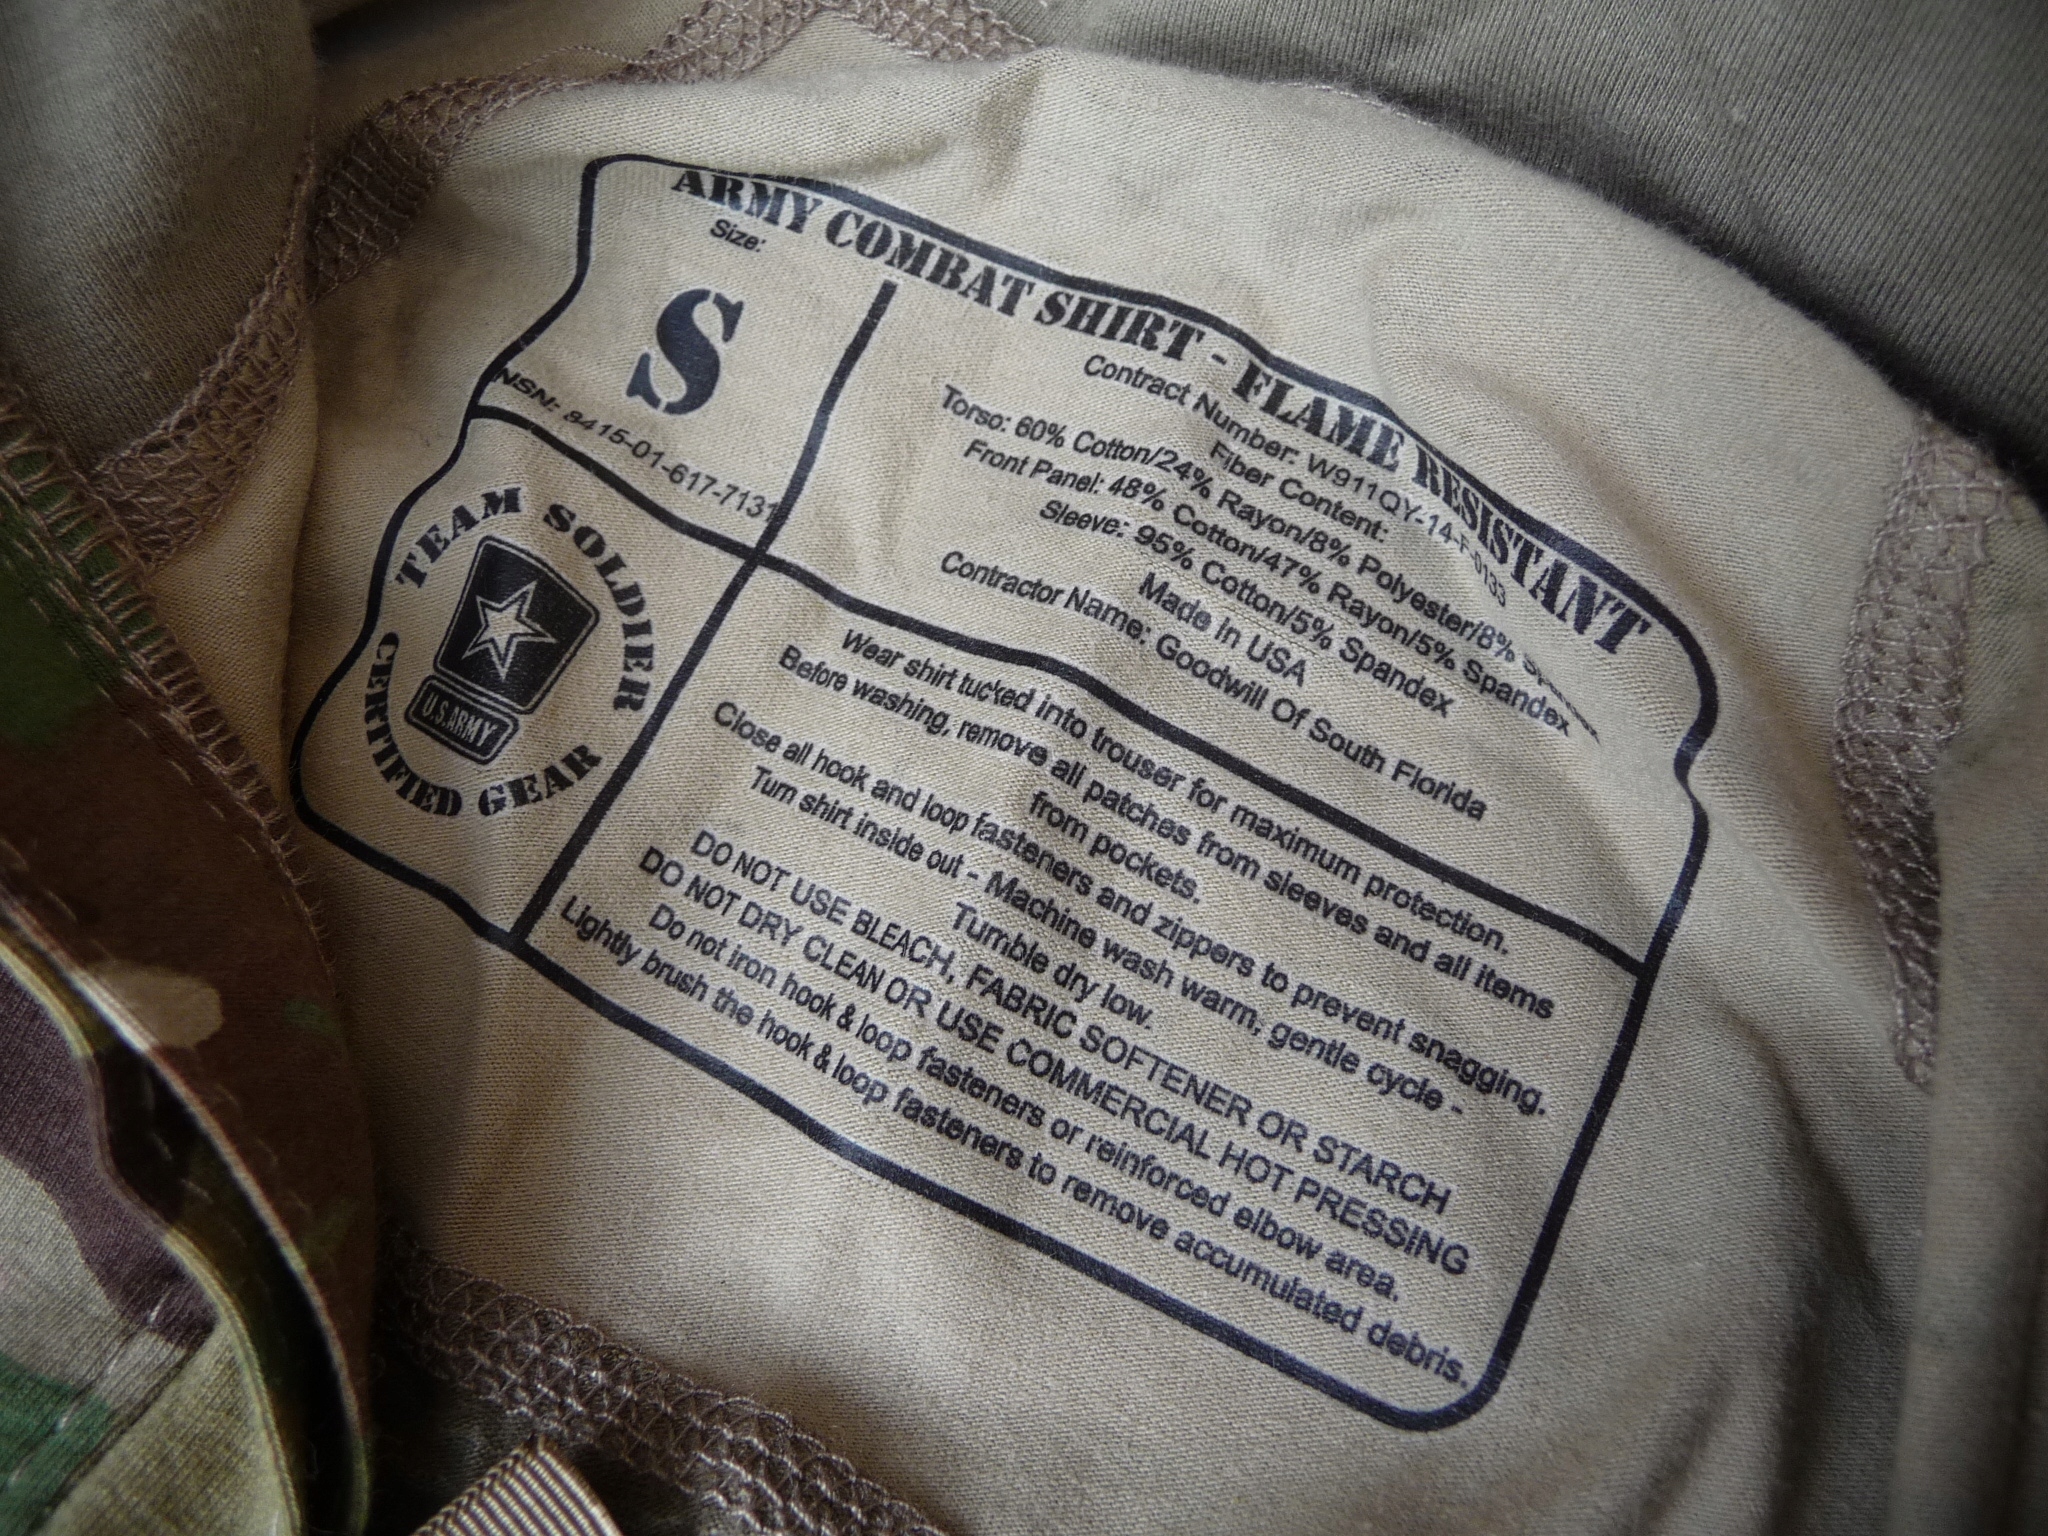 ARMY COMBAT SHIRT - FLAME RESISTANT
Size:
S
NSN: 8415-01-617-7131
Contract Number: W911QY-14-F-0133
Fiber Content:
Torso: 60% Cotton/24% Rayon/8% Polyester/8% Spandex
Front Panel: 48% Cotton/47% Rayon/5% Spandex
Sleeve: 95% Cotton/5% Spandex
Made In USA
Contractor Name: Goodwill Of South Florida
TEAM SOLDIER
U.S.ARMY
CERTIFIED GEAR
Wear shirt tucked into trouser for maximum protection.
Before washing, remove all patches from sleeves and all items
from pockets.
Close all hook and loop fasteners and zippers to prevent snagging.
Turn shirt inside out - Machine wash warm, gentle cycle -
Tumble dry low.
DO NOT USE BLEACH, FABRIC SOFTENER OR STARCH
DO NOT DRY CLEAN OR USE COMMERCIAL HOT PRESSING
Do not iron hook & loop fasteners or reinforced elbow area.
Lightly brush the hook & loop fasteners to remove accumulated debris.